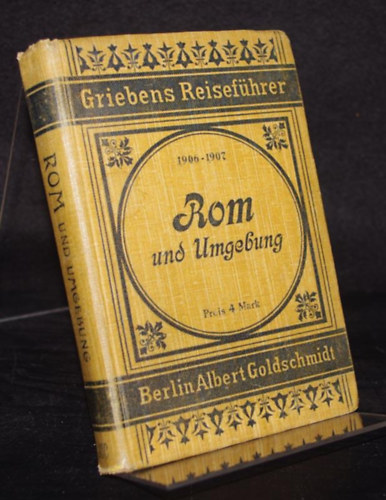 Griebens Reiseführer
1906-1907
Rom
und Umgebung
Preis 4 Mark
Berlin Albert Goldschmidt
ROM UND UMGEBUNG